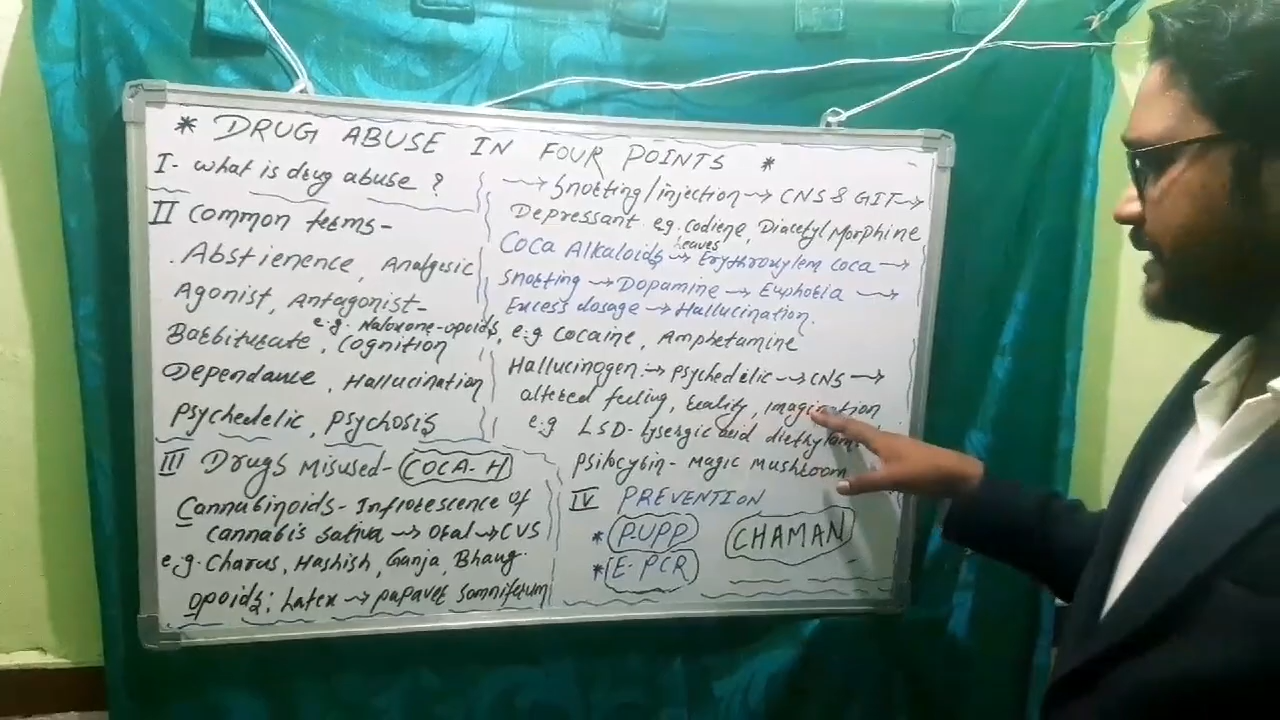 * DRUG ABUSE IN FOUR POINTS *
I- what is drug abuse ?
II Common terms-
Abstienence, Analgesic
Agonist, Antagonist-
e.g. Naloxone-opoids,
Barbiturate, Cognition
Dependance, Hallucination
Psychedelic, Psychosis
III Drugs Misused- COCA-H
Cannabinoids- Inflorescence of
cannabis sativa → Oral → CVS
e.g. Charas, Hashish, Ganja, Bhang.
Opoids: Latex → papaver somniferum
→ Snorting/injection → CNS & GIT →
Depressant e.g. codiene, Diacetyl Morphine
leaves
Coca Alkaloids → Erythroxylem coca →
Snorting → Dopamine → Euphoria →
Excess dosage → Hallucination.
e.g Cocaine, Amphetamine
Hallucinogen → Psychedelic → CNS →
altered feeling, reality, Imagination
e.g LSD- lysergic acid
Psilocybin- Magic Mushroom
IV PREVENTION
* P.UPP CHAMAN
* E-PCR